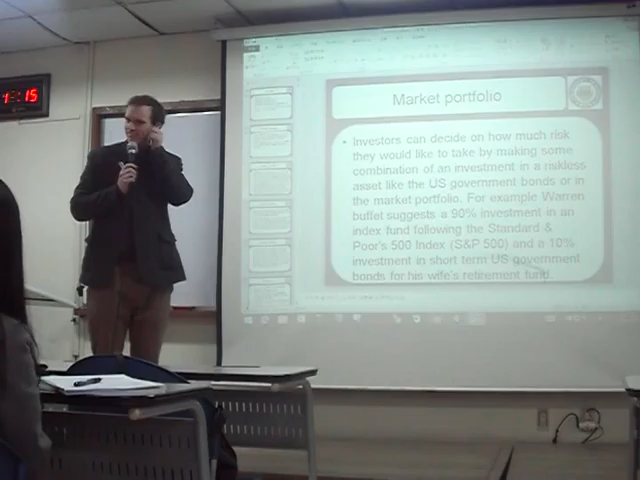 15
Market portfolio
• Investors can decide on how much risk
they would like to take by making some
combination of an investment in a riskless
asset like the US government bonds or in
the market portfolio. For example Warren
buffet suggests a 90% investment in an
index fund following the Standard &
Poor's 500 Index (S&P 500) and a 10%
investment in short term US government
bonds for his wife's retirement fund.